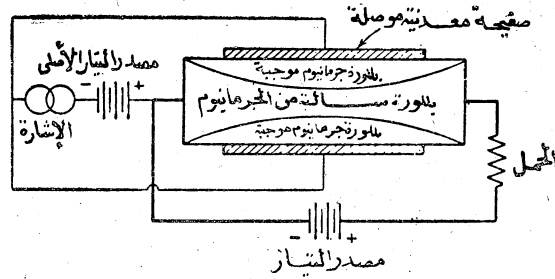 صفيحة معدنية موصلة
مصدر التيار الأصلى
بللورة جرمانيوم موجبة
بللورة سالبة من الجرمانيوم
بللورة جرمانيوم موجبة
- +
الإشارة
الحمل
- +
مصدر التيار